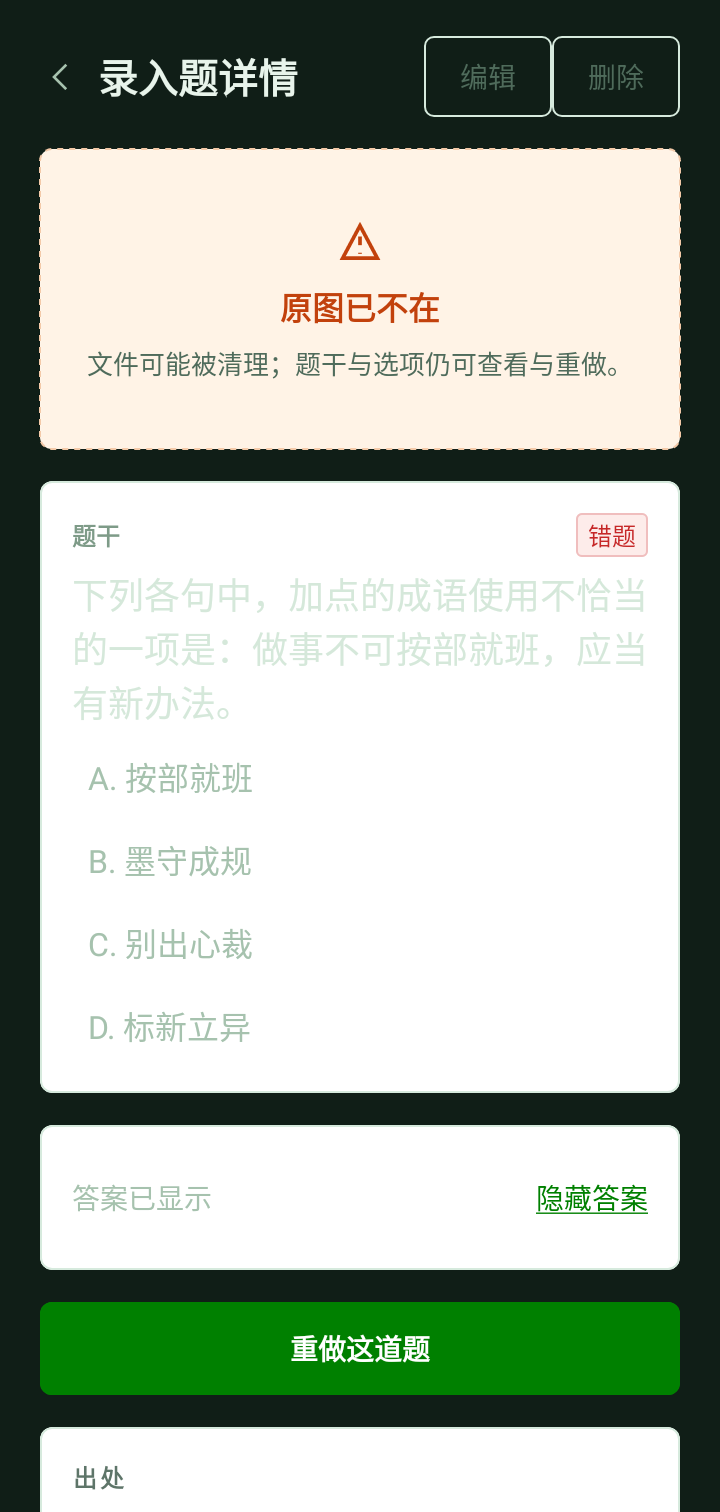 录入题详情
编辑
删除
原图已不在
文件可能被清理；题干与选项仍可查看与重做。
题干
错题
下列各句中，加点的成语使用不恰当
的一项是：做事不可按部就班，应当
有新办法。
A. 按部就班
B. 墨守成规
C. 别出心裁
D. 标新立异
答案已显示
隐藏答案
重做这道题
出处